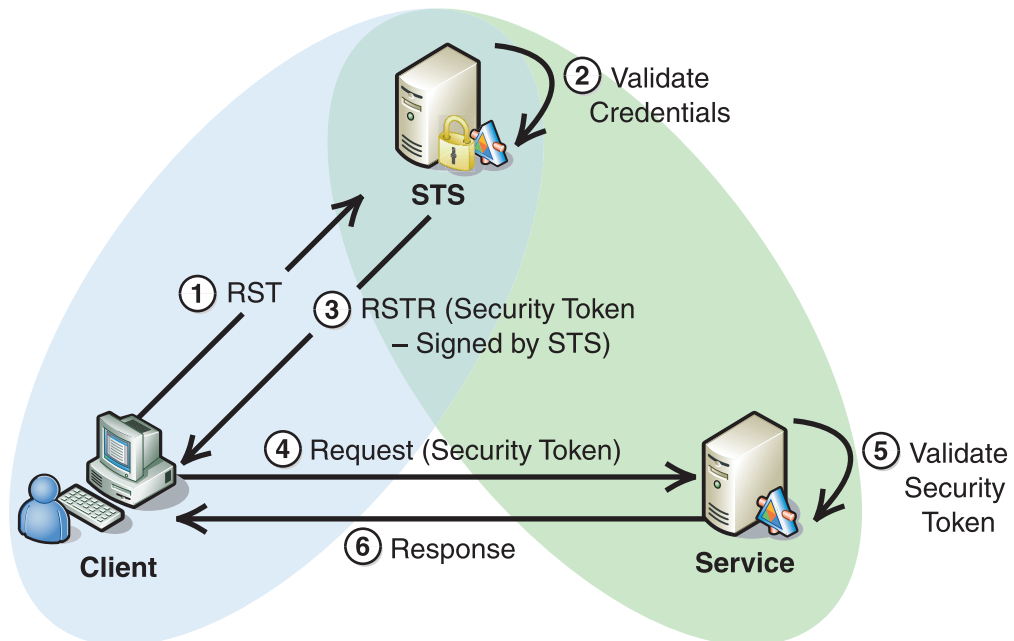 2 Validate
Credentials
STS
1 RST
3 RSTR (Security Token
– Signed by STS)
4 Request (Security Token)
5 Validate
Security
Token
6 Response
Client
Service